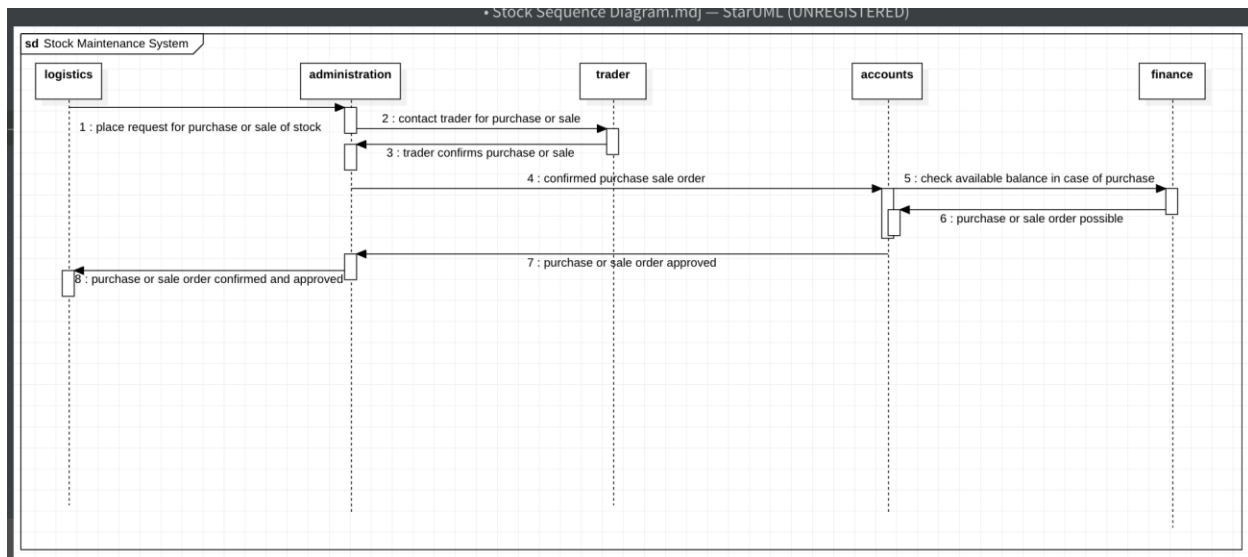 • Stock Sequence Diagram.mdj — StarUML (UNREGISTERED)
sd Stock Maintenance System
logistics
administration
trader
accounts
finance
1 : place request for purchase or sale of stock
2 : contact trader for purchase or sale
3 : trader confirms purchase or sale
4 : confirmed purchase sale order
5 : check available balance in case of purchase
6 : purchase or sale order possible
7 : purchase or sale order approved
8 : purchase or sale order confirmed and approved